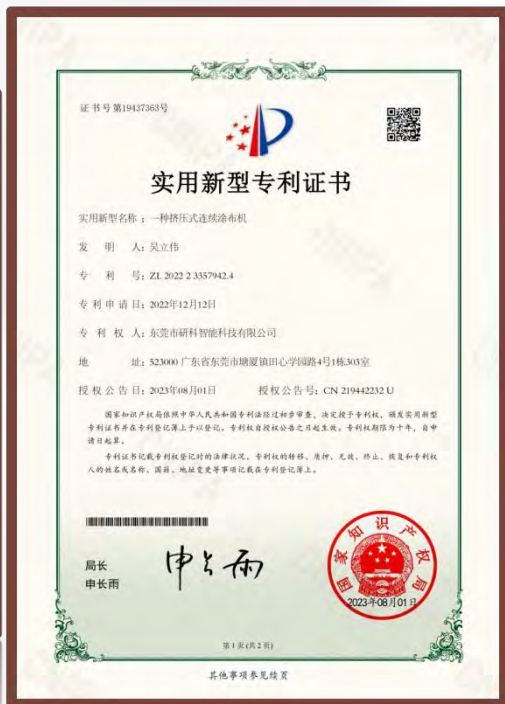 证书号第19437363号
实用新型专利证书
实用新型名称：一种挤压式连续涂布机
发 明 人：吴立伟
专 利 号：ZL 2022 2 3357942.4
专利申请日：2022年12月12日
专 利 权 人：东莞市研科智能科技有限公司
地 址：523000 广东省东莞市塘厦镇田心学园路4号1栋303室
授权公告日：2023年08月01日 授权公告号：CN 219442232 U
国家知识产权局依照中华人民共和国专利法经过初步审查，决定授予专利权，颁发实用新型
专利证书并在专利登记簿上予以登记。专利权自授权公告之日起生效。专利权期限为十年，自申
请日起算。
专利证书记载专利权登记时的法律状况。专利权的转移、质押、无效、终止、恢复和专利权
人的姓名或名称、国籍、地址变更等事项记载在专利登记簿上。
局长
申长雨
申长雨
国家知识产权局
2023年08月01日
第 1 页 (共 2 页)
其他事项参见续页